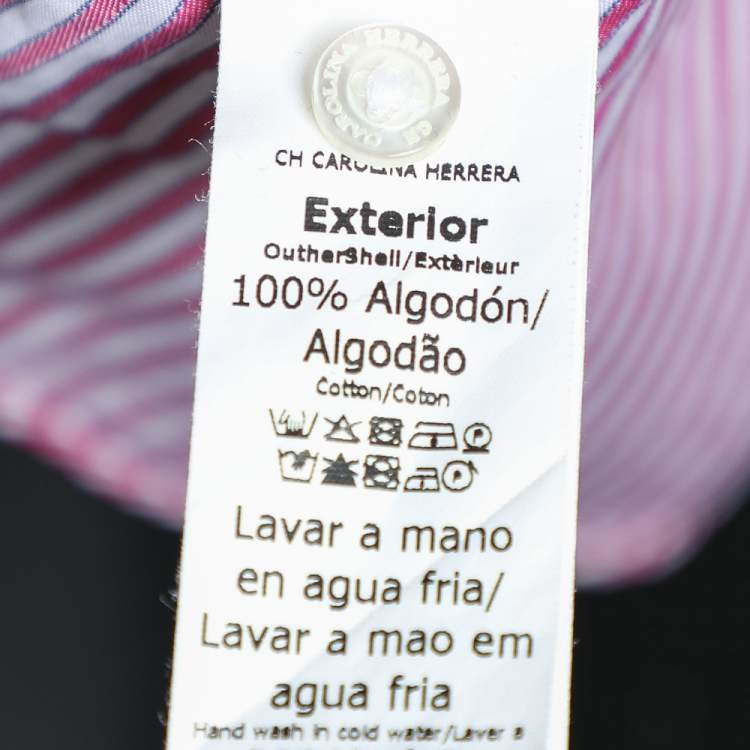 CAROLINA HERRERA CH
CH CAROLINA HERRERA
Exterior
OutherShell/Extèrieur
100% Algodón/
Algodão
Cotton/Coton
Lavar a mano
en agua fria/
Lavar a mao em
agua fria
Hand wash in cold water/Laver a